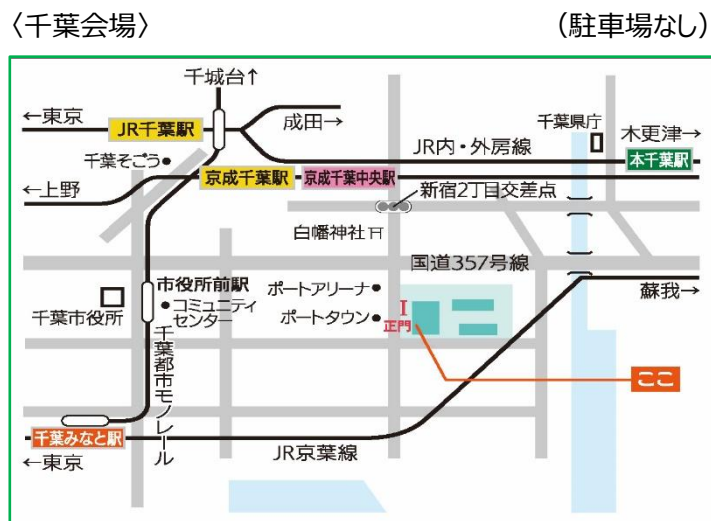 〈千葉会場〉
（駐車場なし）
千城台↑
←東京
JR千葉駅
成田→
千葉県庁
木更津→
千葉そごう
JR内・外房線
本千葉駅
←上野
京成千葉駅
京成千葉中央駅
新宿2丁目交差点
白幡神社
国道357号線
市役所前駅
ポートアリーナ
蘇我→
コミュニティ
センター
千葉市役所
ポートタウン
正門
千葉都市モノレール
ここ
千葉みなと駅
←東京
JR京葉線